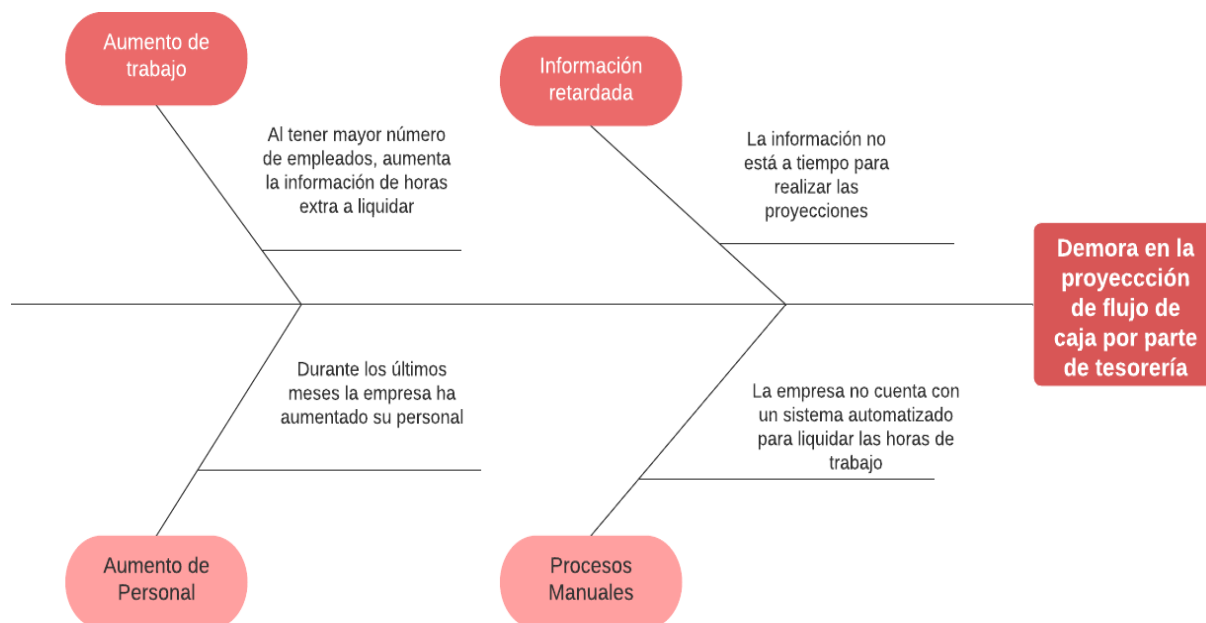 Aumento de
trabajo
Al tener mayor número
de empleados, aumenta
la información de horas
extra a liquidar
Información
retardada
La información no
está a tiempo para
realizar las
proyecciones
Demora en la
proyeccción
de flujo de
caja por parte
de tesorería
Durante los últimos
meses la empresa ha
aumentado su personal
Aumento de
Personal
La empresa no cuenta con
un sistema automatizado
para liquidar las horas de
trabajo
Procesos
Manuales